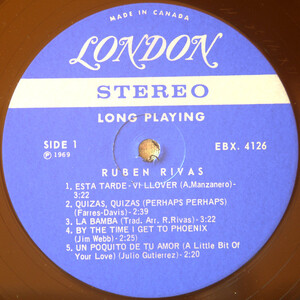 MADE IN CANADA
LONDON
STEREO
LONG PLAYING
SIDE 1
EBX. 4126
Ⓟ 1969
RUBEN RIVAS
1. ESTA TARDE - VI LLOVER (A,Manzanero) -
3:22
2. QUIZAS, QUIZAS (PERHAPS PERHAPS)
(Farres-Davis) - 2:39
3. LA BAMBA (Trad. Arr. R,Rivas) - 3:22
4. BY THE TIME I GET TO PHOENIX
(Jim Webb) - 2:25
5. UN POQUITO DE TU AMOR (A Little Bit Of
Your Love) (Julio Gutierrez) - 2:20